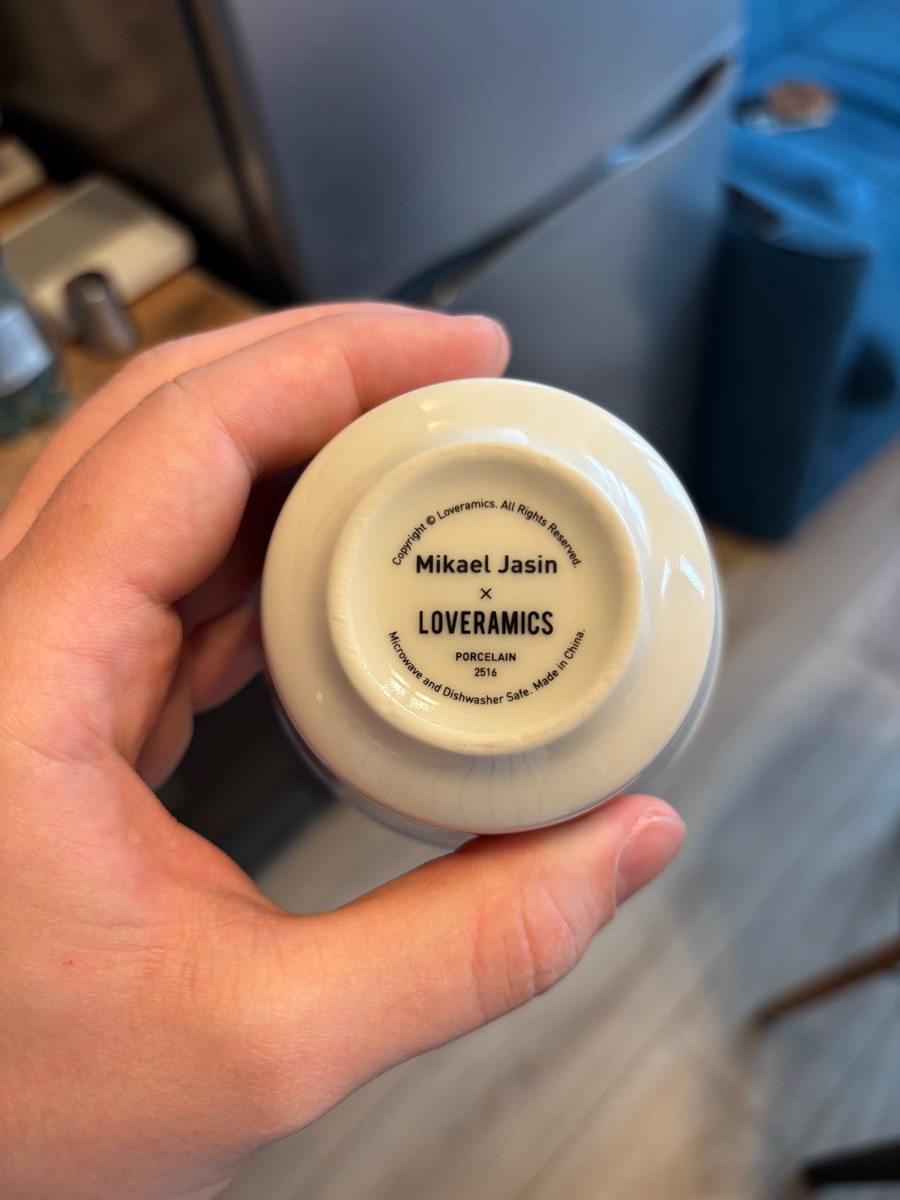 Copyright © Loveramics. All Rights Reserved.
Mikael Jasin
×
LOVERAMICS
PORCELAIN
2516
Microwave and Dishwasher Safe. Made in China.